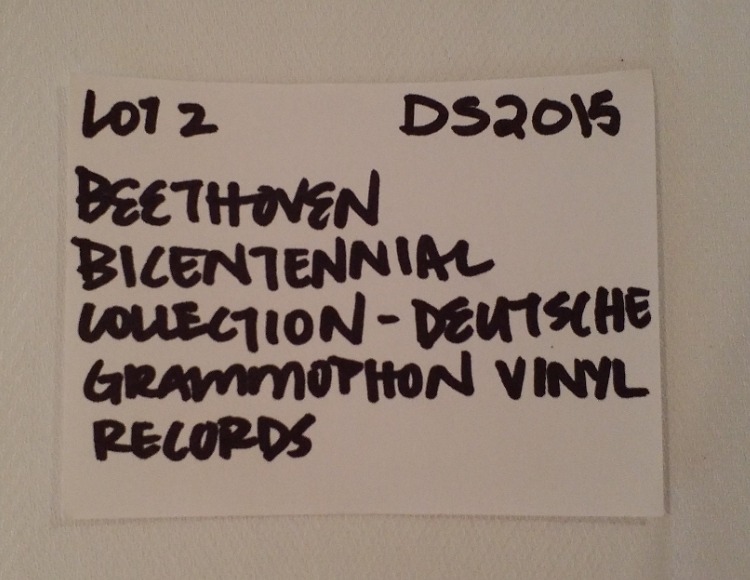 LOT 2 DS2015
BEETHOVEN
BICENTENNIAL
COLLECTION - DEUTSCHE
GRAMMOPHON VINYL
RECORDS